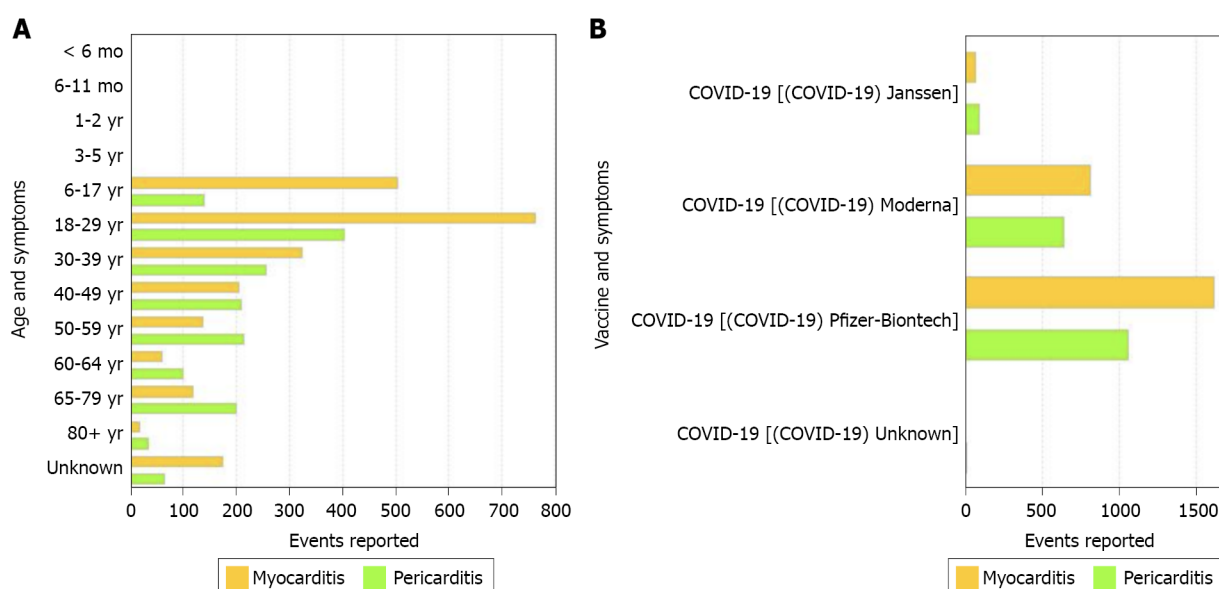 A
Age and symptoms
< 6 mo
6-11 mo
1-2 yr
3-5 yr
6-17 yr
18-29 yr
30-39 yr
40-49 yr
50-59 yr
60-64 yr
65-79 yr
80+ yr
Unknown
0 100 200 300 400 500 600 700 800
Events reported
Myocarditis Pericarditis
B
Vaccine and symptoms
COVID-19 [(COVID-19) Janssen]
COVID-19 [(COVID-19) Moderna]
COVID-19 [(COVID-19) Pfizer-Biontech]
COVID-19 [(COVID-19) Unknown]
0 500 1000 1500
Events reported
Myocarditis Pericarditis